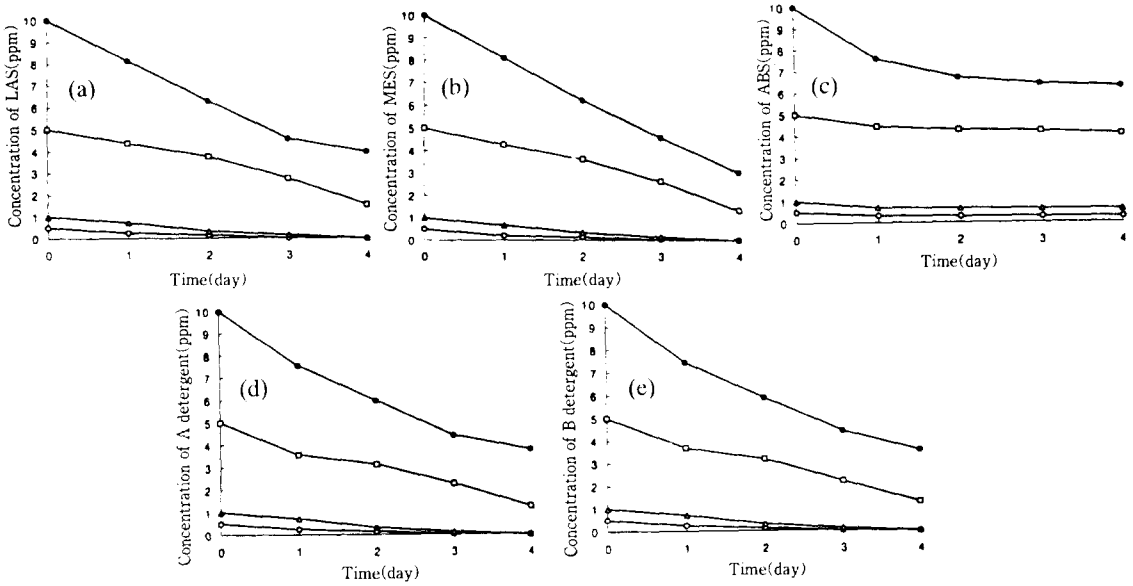 Concentration of LAS(ppm)
10
9
8
7
6
5
4
3
2
1
0
(a)
0 1 2 3 4
Time(day)
Concentration of MES(ppm)
10
9
8
7
6
5
4
3
2
1
0
(b)
0 1 2 3 4
Time(day)
Concentration of ABS(ppm)
10
9
8
7
6
5
4
3
2
1
0
(c)
0 1 2 3 4
Time(day)
Concentration of A detergent(ppm)
10
9
8
7
6
5
4
3
2
1
0
(d)
0 1 2 3 4
Time(day)
Concentration of B detergent(ppm)
10
9
8
7
6
5
4
3
2
1
0
(e)
0 1 2 3 4
Time(day)